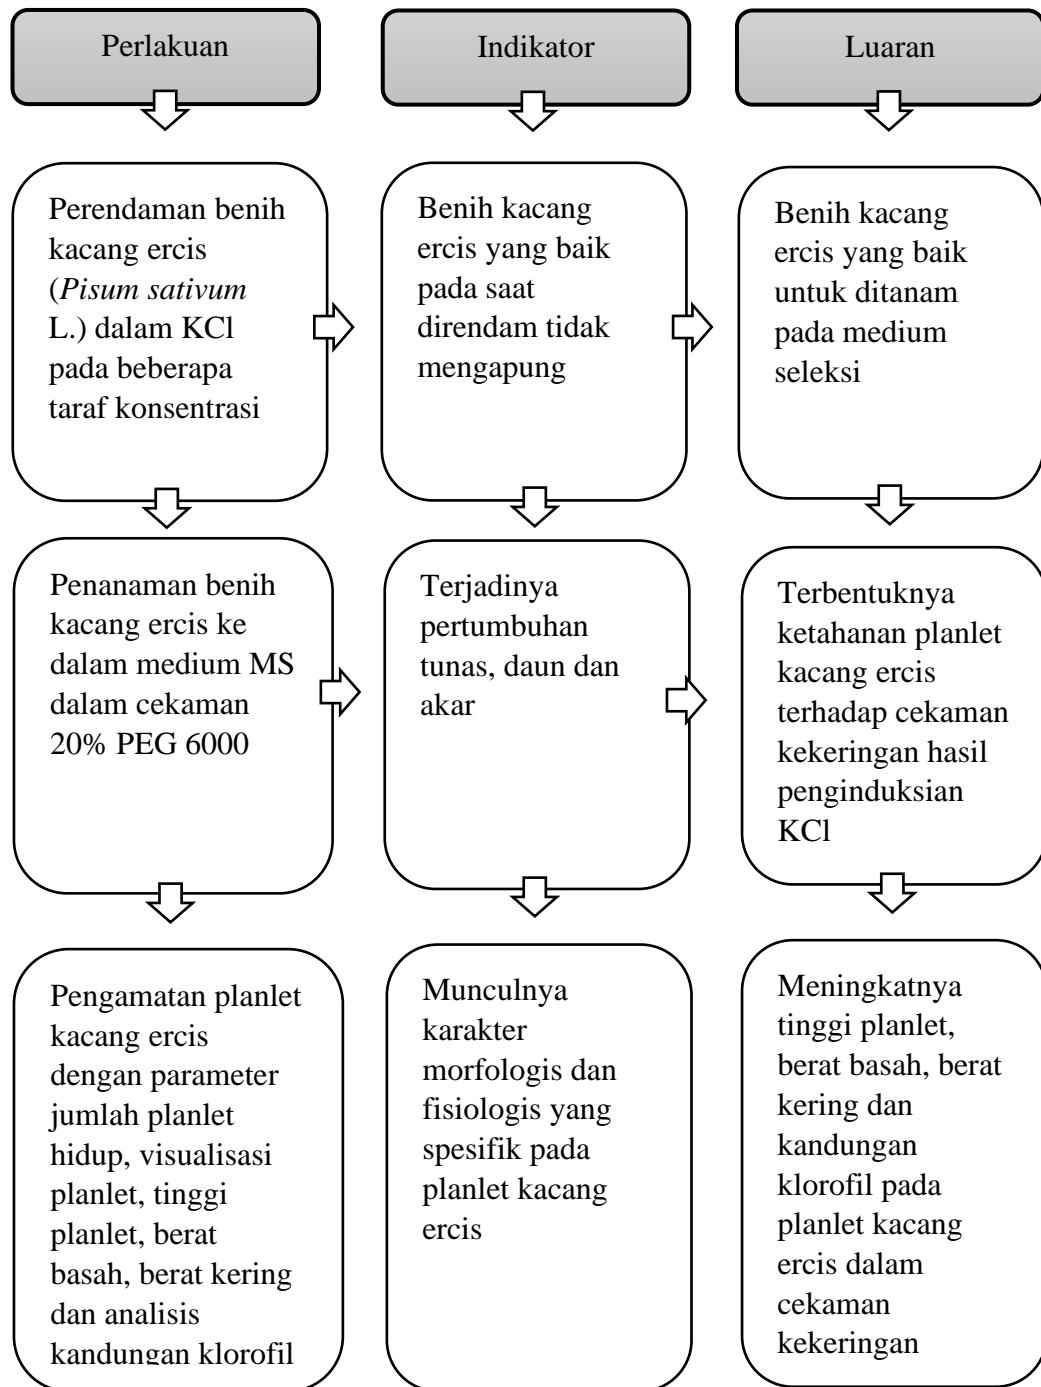 Perlakuan
Indikator
Luaran
Perendaman benih
kacang ercis
(Pisum sativum
L.) dalam KCl
pada beberapa
taraf konsentrasi
Benih kacang
ercis yang baik
pada saat
direndam tidak
mengapung
Benih kacang
ercis yang baik
untuk ditanam
pada medium
seleksi
Penanaman benih
kacang ercis ke
dalam medium MS
dalam cekaman
20% PEG 6000
Terjadinya
pertumbuhan
tunas, daun dan
akar
Terbentuknya
ketahanan planlet
kacang ercis
terhadap cekaman
kekeringan hasil
penginduksian
KCl
Pengamatan planlet
kacang ercis
dengan parameter
jumlah planlet
hidup, visualisasi
planlet, tinggi
planlet, berat
basah, berat kering
dan analisis
kandungan klorofil
Munculnya
karakter
morfologis dan
fisiologis yang
spesifik pada
planlet kacang
ercis
Meningkatnya
tinggi planlet,
berat basah, berat
kering dan
kandungan
klorofil pada
planlet kacang
ercis dalam
cekaman
kekeringan